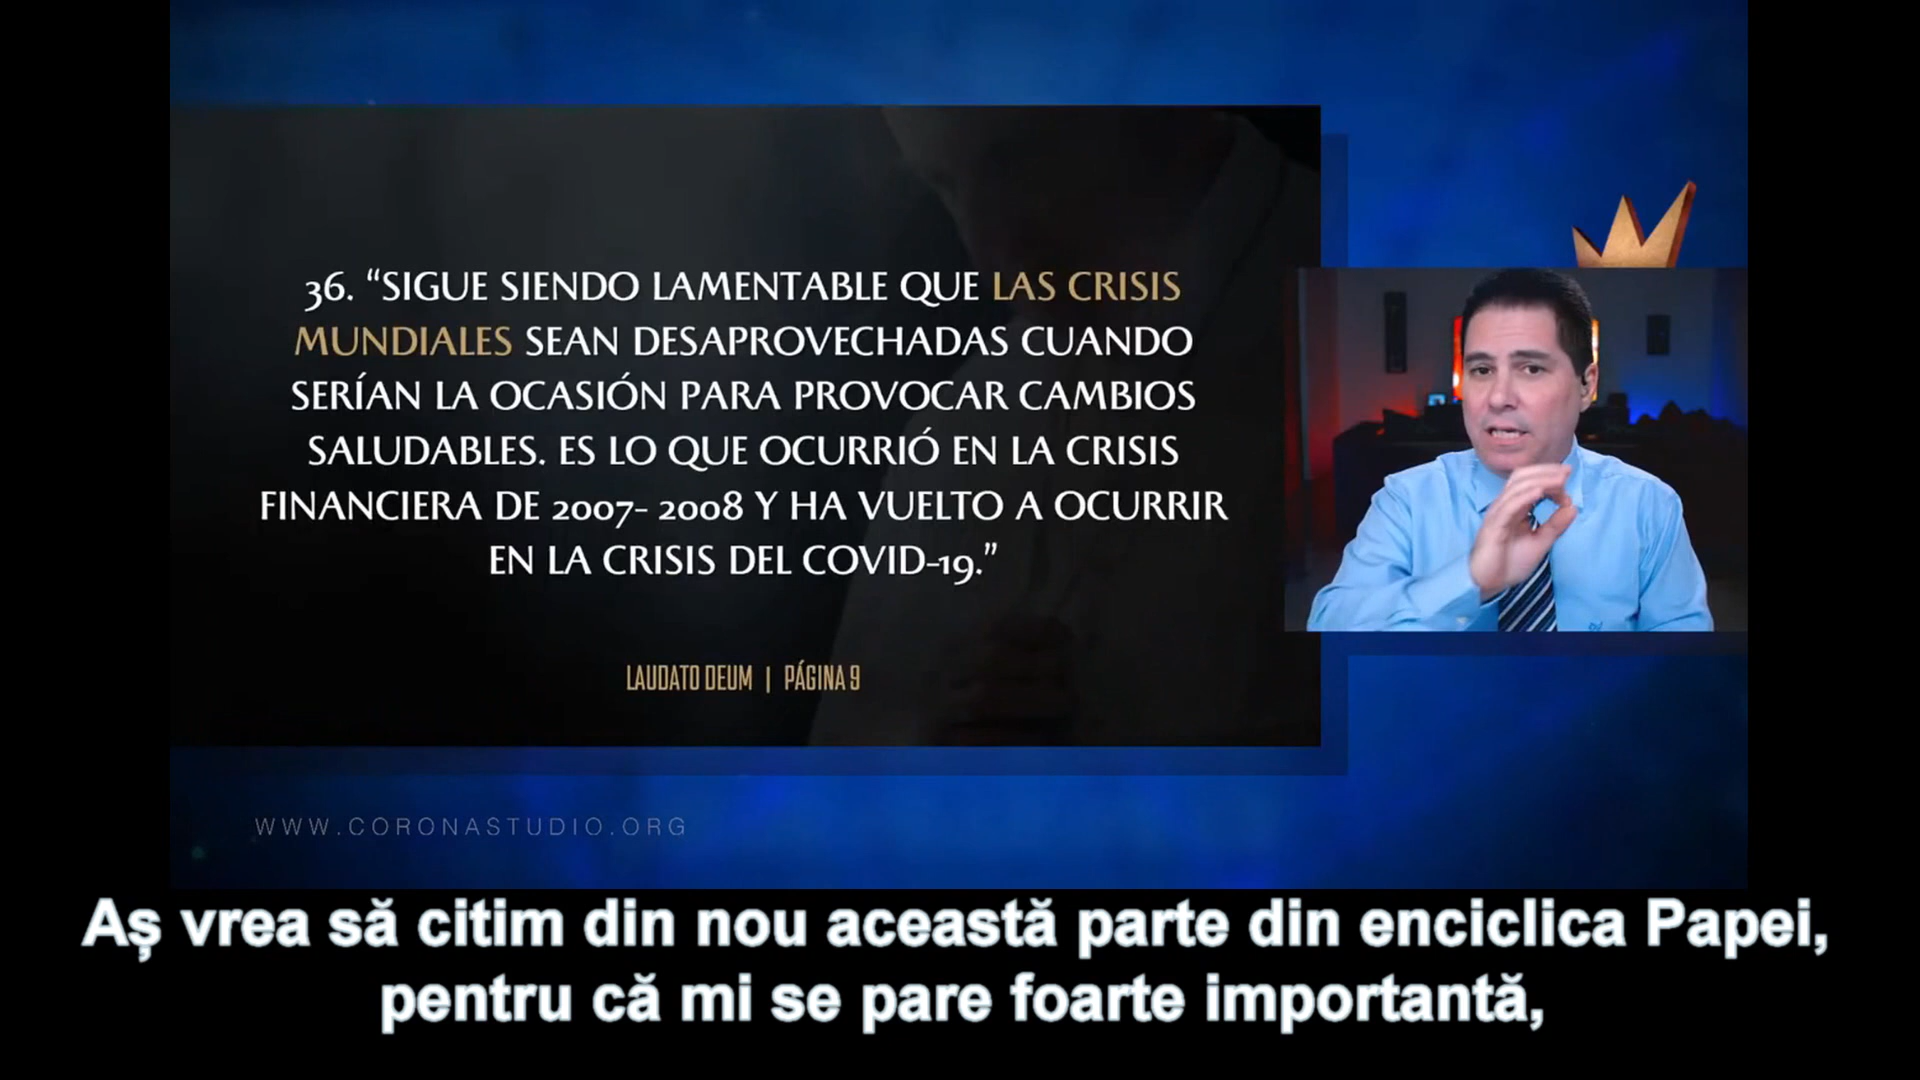 36. “SIGUE SIENDO LAMENTABLE QUE LAS CRISIS
MUNDIALES SEAN DESAPROVECHADAS CUANDO
SERÍAN LA OCASIÓN PARA PROVOCAR CAMBIOS
SALUDABLES. ES LO QUE OCURRIÓ EN LA CRISIS
FINANCIERA DE 2007- 2008 Y HA VUELTO A OCURRIR
EN LA CRISIS DEL COVID-19.”
LAUDATO DEUM | PÁGINA 9
WWW.CORONASTUDIO.ORG
Aș vrea să citim din nou această parte din enciclica Papei,
pentru că mi se pare foarte importantă,